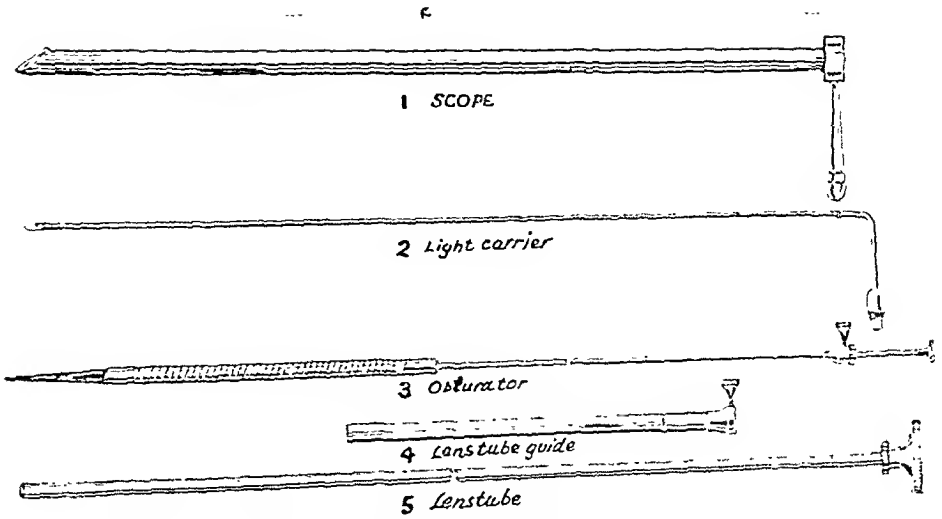 1 SCOPE
2 Light carrier
3 Obturator
4 Lenstube guide
5 Lenstube